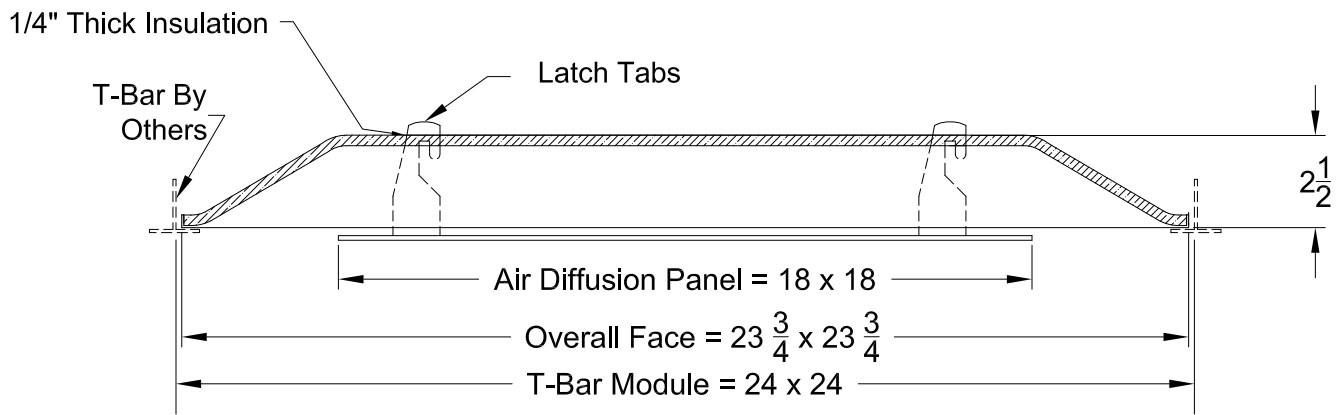 1/4" Thick Insulation
Latch Tabs
T-Bar By
Others
2 1/2
Air Diffusion Panel = 18 x 18
Overall Face = 23 3/4 x 23 3/4
T-Bar Module = 24 x 24